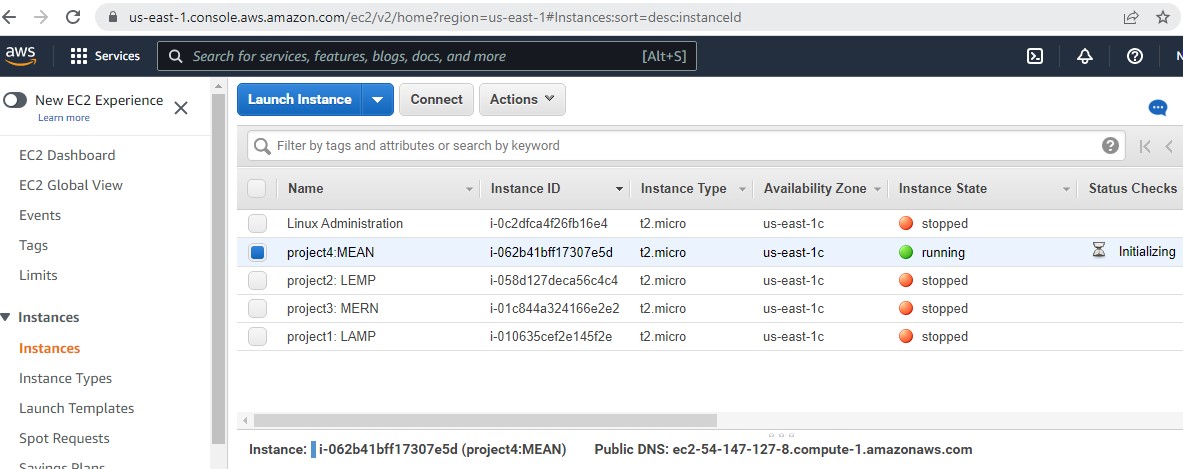 us-east-1.console.aws.amazon.com/ec2/v2/home?region=us-east-1#Instances:sort=desc:instanceId
aws Services Search for services, features, blogs, docs, and more [Alt+S] N
New EC2 Experience
Learn more
EC2 Dashboard
EC2 Global View
Events
Tags
Limits
Instances
Instances
Instance Types
Launch Templates
Spot Requests
Savings Plans
Launch Instance Connect Actions
Filter by tags and attributes or search by keyword
Name Instance ID Instance Type Availability Zone Instance State Status Checks
Linux Administration i-0c2dfca4f26fb16e4 t2.micro us-east-1c stopped
project4:MEAN i-062b41bff17307e5d t2.micro us-east-1c running Initializing
project2: LEMP i-058d127deca56c4c4 t2.micro us-east-1c stopped
project3: MERN i-01c844a324166e2e2 t2.micro us-east-1c stopped
project1: LAMP i-010635cef2e145f2e t2.micro us-east-1c stopped
Instance: i-062b41bff17307e5d (project4:MEAN) Public DNS: ec2-54-147-127-8.compute-1.amazonaws.com